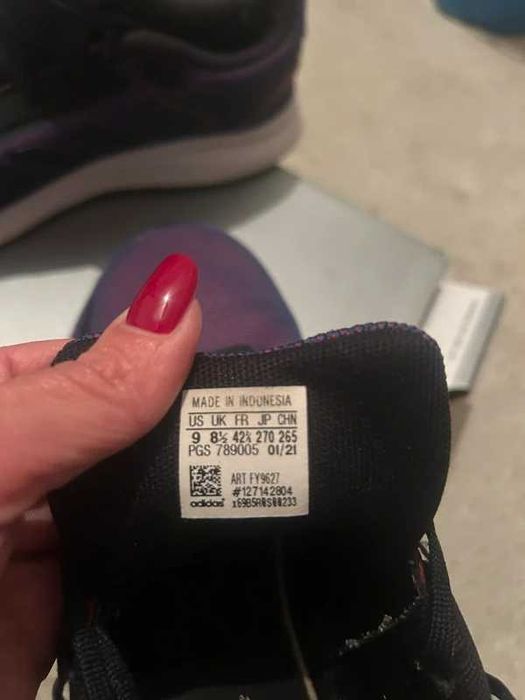 MADE IN INDONESIA
US UK FR JP CHN
9 8½ 42⅔ 270 265
PGS 789005 01/21
ART FY9627
#127142804
adidas x69B5R0S00233